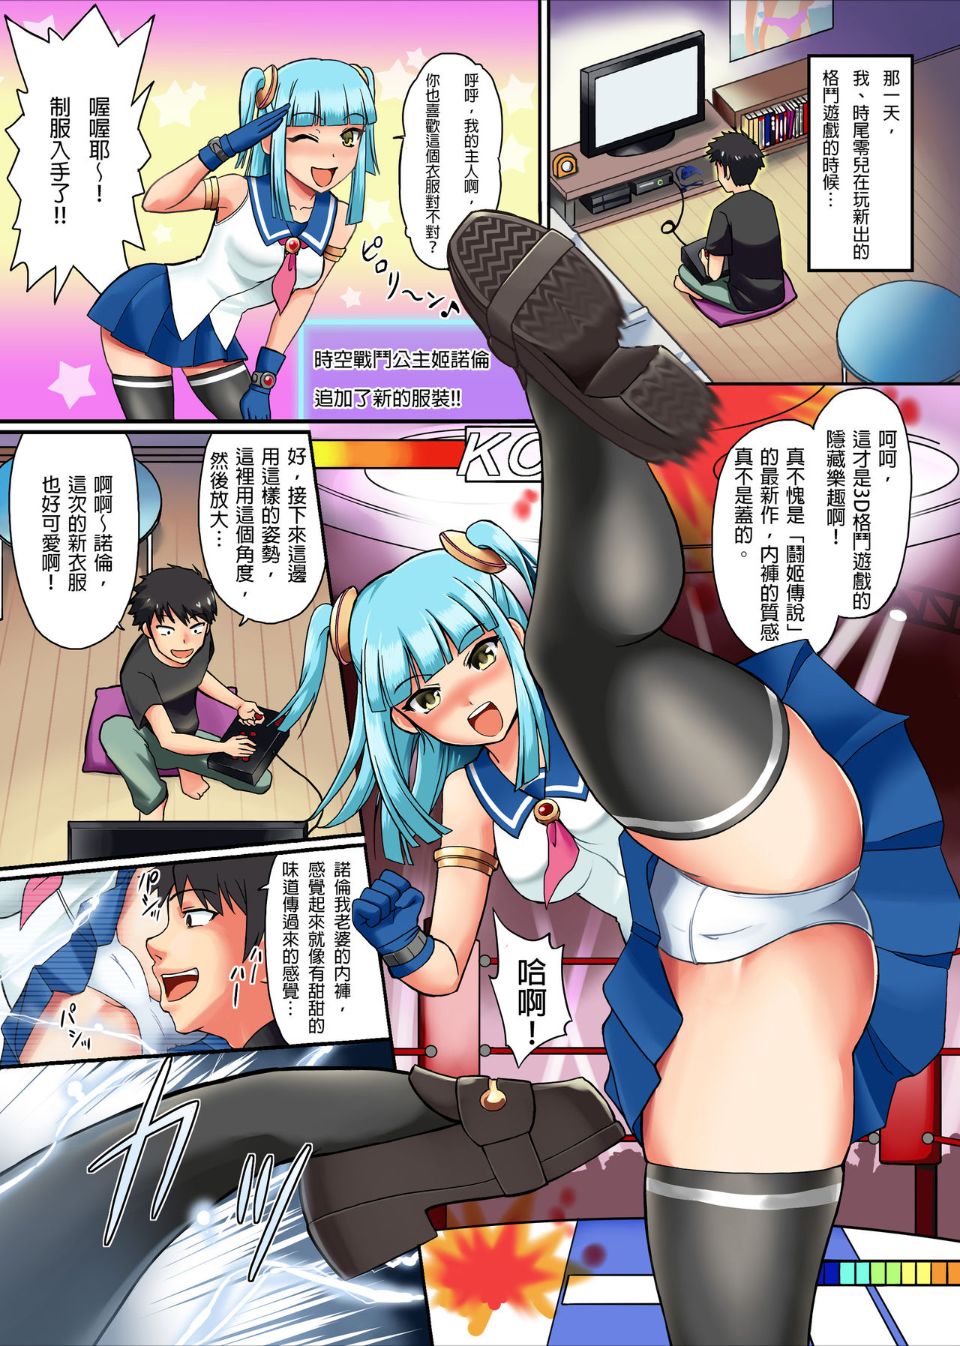 那一天，
我、時尾零兒在玩新出的
格鬥遊戲的時候…
呼呼，我的主人啊，
你也喜歡這個衣服對不對？
喔喔耶～！
制服入手了!!
ピロリ〜ン♪
時空戰鬥公主姬諾倫
追加了新的服裝!!
呵呵，
這才是3D格鬥遊戲的
隱藏樂趣啊！
真不愧是「鬪姬傳說」
的最新作，內褲的質感
真不是蓋的。
KO
好，接下來這邊
用這樣的姿勢，
這裡用這個角度，
然後放大…
啊啊～諾倫，
這次的新衣服
也好可愛啊！
哈啊！
諾倫我老婆的內褲，
感覺起來就像有甜甜的
味道傳過來的感覺…
パシッ
ハァハァ
パシッ
ガッ